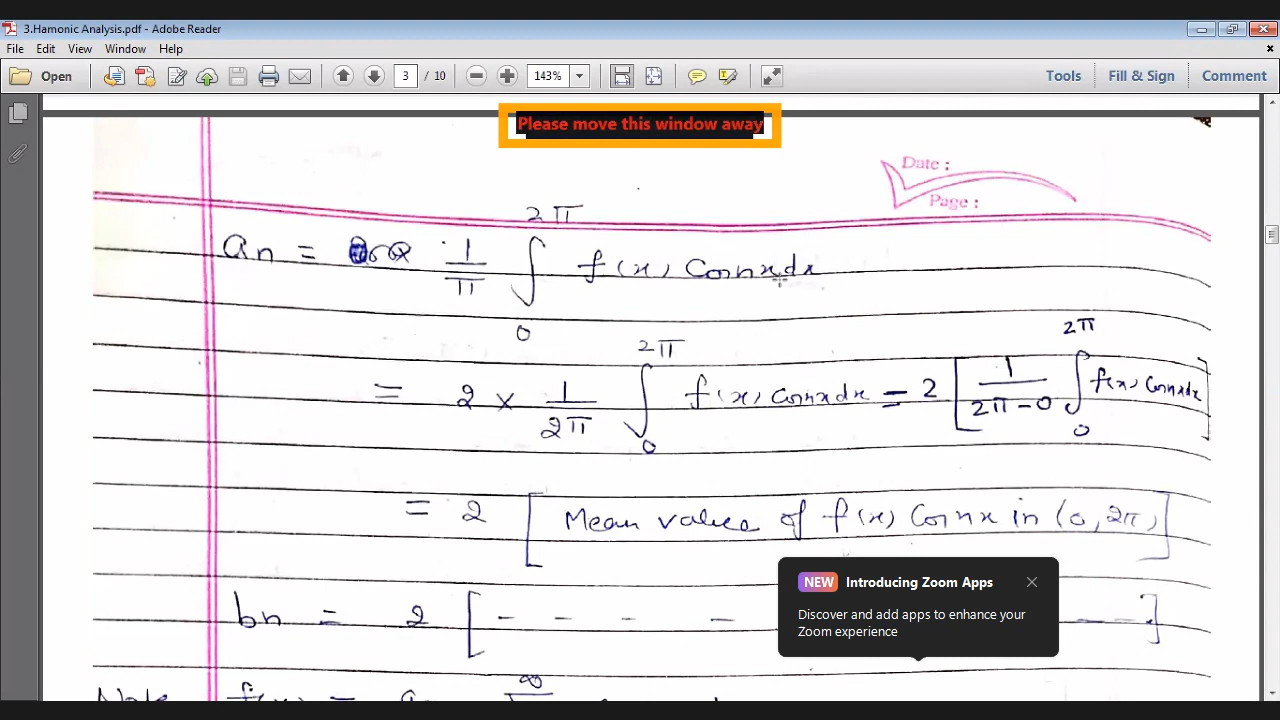 3.Hamonic Analysis.pdf - Adobe Reader
File Edit View Window Help
Open 3 / 10 143% Tools Fill & Sign Comment
Please move this window away
Date :
Page :
an = 1/π ∫₀^2π f(x) Cosnx dx
= 2 × 1/2π ∫₀^2π f(x) Cosnx dx = 2 [ 1/2π-0 ∫₀^2π f(x) Cosnx dx ]
= 2 [ Mean value of f(x) Cosnx in (0, 2π) ]
NEW Introducing Zoom Apps
Discover and add apps to enhance your
Zoom experience
bn = 2 [ - - - - - - ]
Note f(x) =